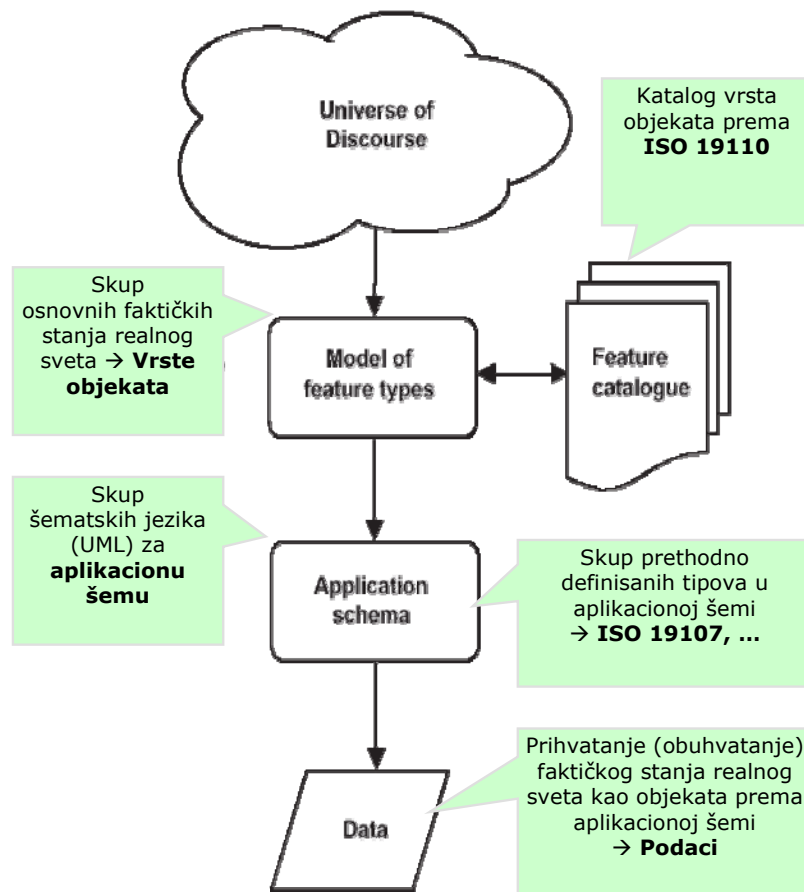 Universe of
Discourse
Katalog vrsta
objekata prema
ISO 19110
Skup
osnovnih faktičkih
stanja realnog
sveta → Vrste
objekata
Model of
feature types
Feature
catalogue
Skup
šematskih jezika
(UML) za
aplikacionu
šemu
Application
schema
Skup prethodno
definisanih tipova u
aplikacionoj šemi
→ ISO 19107, ...
Prihvatanje (obuhvatanje)
faktičkog stanja realnog
sveta kao objekata prema
aplikacionoj šemi
→ Podaci
Data